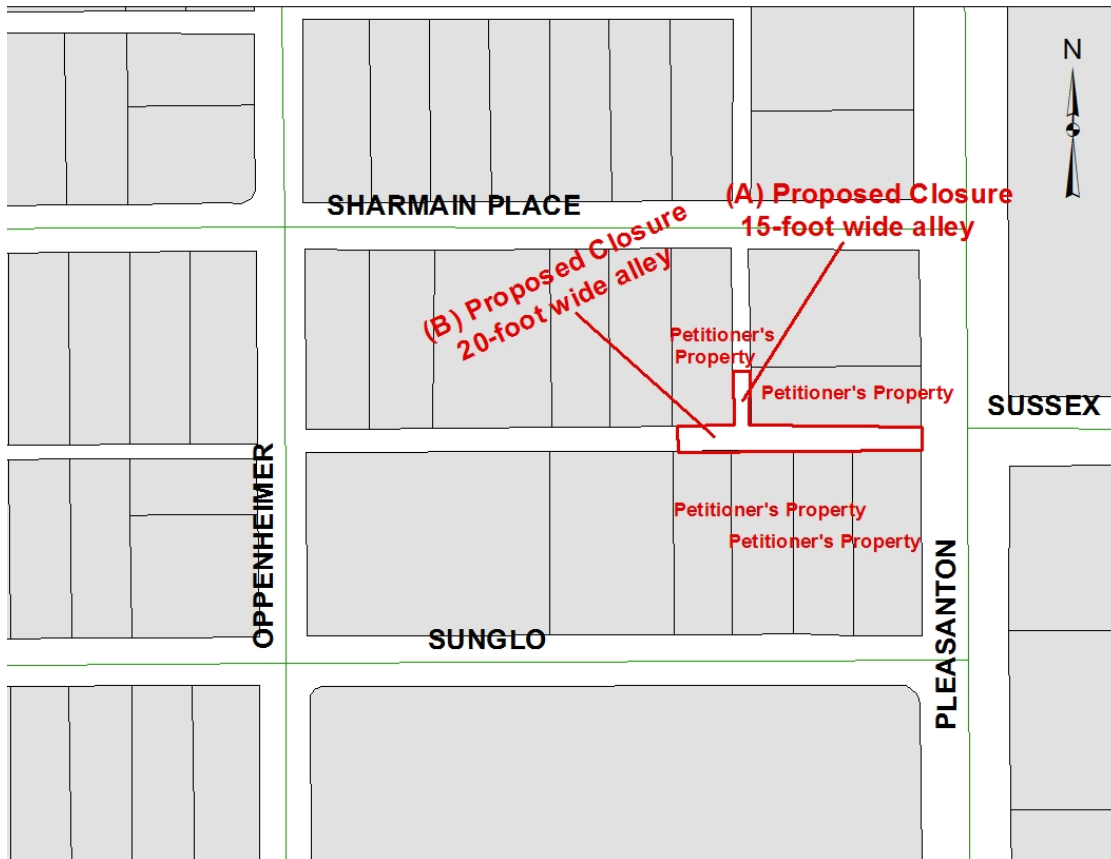 N
(A) Proposed Closure
15-foot wide alley
SHARMAIN PLACE
(B) Proposed Closure
20-foot wide alley
Petitioner's
Property
Petitioner's Property
SUSSEX
OPPENHEIMER
Petitioner's Property
Petitioner's Property
PLEASANTON
SUNGLO